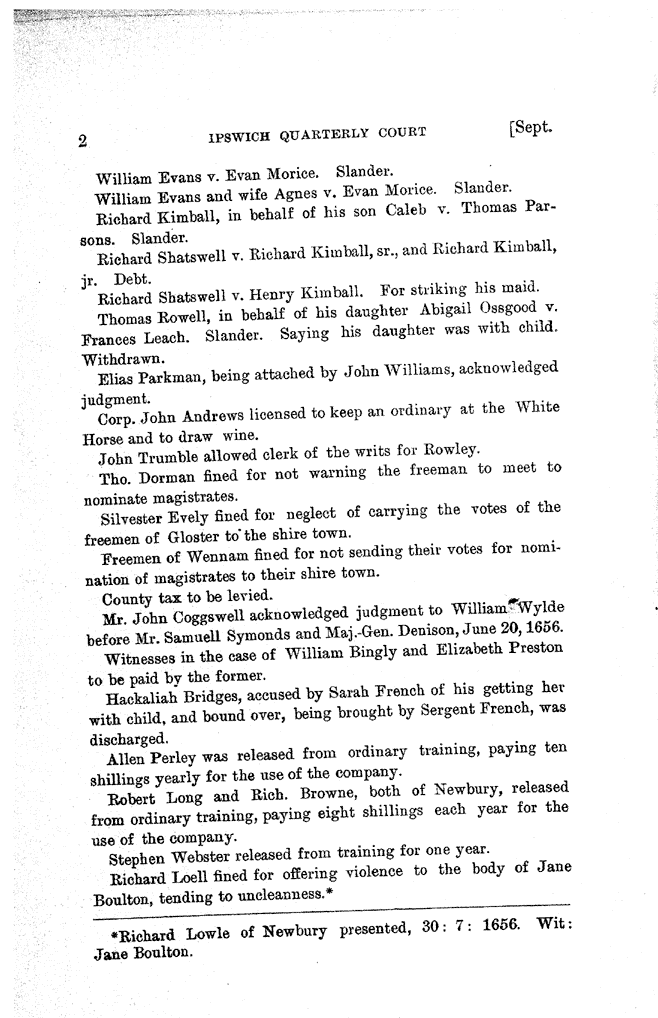 2 IPSWICH QUARTERLY COURT [Sept.
William Evans v. Evan Morice. Slander.
William Evans and wife Agnes v. Evan Morice. Slander.
Richard Kimball, in behalf of his son Caleb v. Thomas Par-
sons. Slander.
Richard Shatswell v. Richard Kimball, sr., and Richard Kimball,
jr. Debt.
Richard Shatswell v. Henry Kimball. For striking his maid.
Thomas Rowell, in behalf of his daughter Abigail Ossgood v.
Frances Leach. Slander. Saying his daughter was with child.
Withdrawn.
Elias Parkman, being attached by John Williams, acknowledged
judgment.
Corp. John Andrews licensed to keep an ordinary at the White
Horse and to draw wine.
John Trumble allowed clerk of the writs for Rowley.
Tho. Dorman fined for not warning the freeman to meet to
nominate magistrates.
Silvester Evely fined for neglect of carrying the votes of the
freemen of Gloster to the shire town.
Freemen of Wennam fined for not sending their votes for nomi-
nation of magistrates to their shire town.
County tax to be levied.
Mr. John Coggswell acknowledged judgment to William Wylde
before Mr. Samuell Symonds and Maj.-Gen. Denison, June 20, 1656.
Witnesses in the case of William Bingly and Elizabeth Preston
to be paid by the former.
Hackaliah Bridges, accused by Sarah French of his getting her
with child, and bound over, being brought by Sergent French, was
discharged.
Allen Perley was released from ordinary training, paying ten
shillings yearly for the use of the company.
Robert Long and Rich. Browne, both of Newbury, released
from ordinary training, paying eight shillings each year for the
use of the company.
Stephen Webster released from training for one year.
Richard Loell fined for offering violence to the body of Jane
Boulton, tending to uncleanness.*
*Richard Lowle of Newbury presented, 30: 7: 1656. Wit:
Jane Boulton.